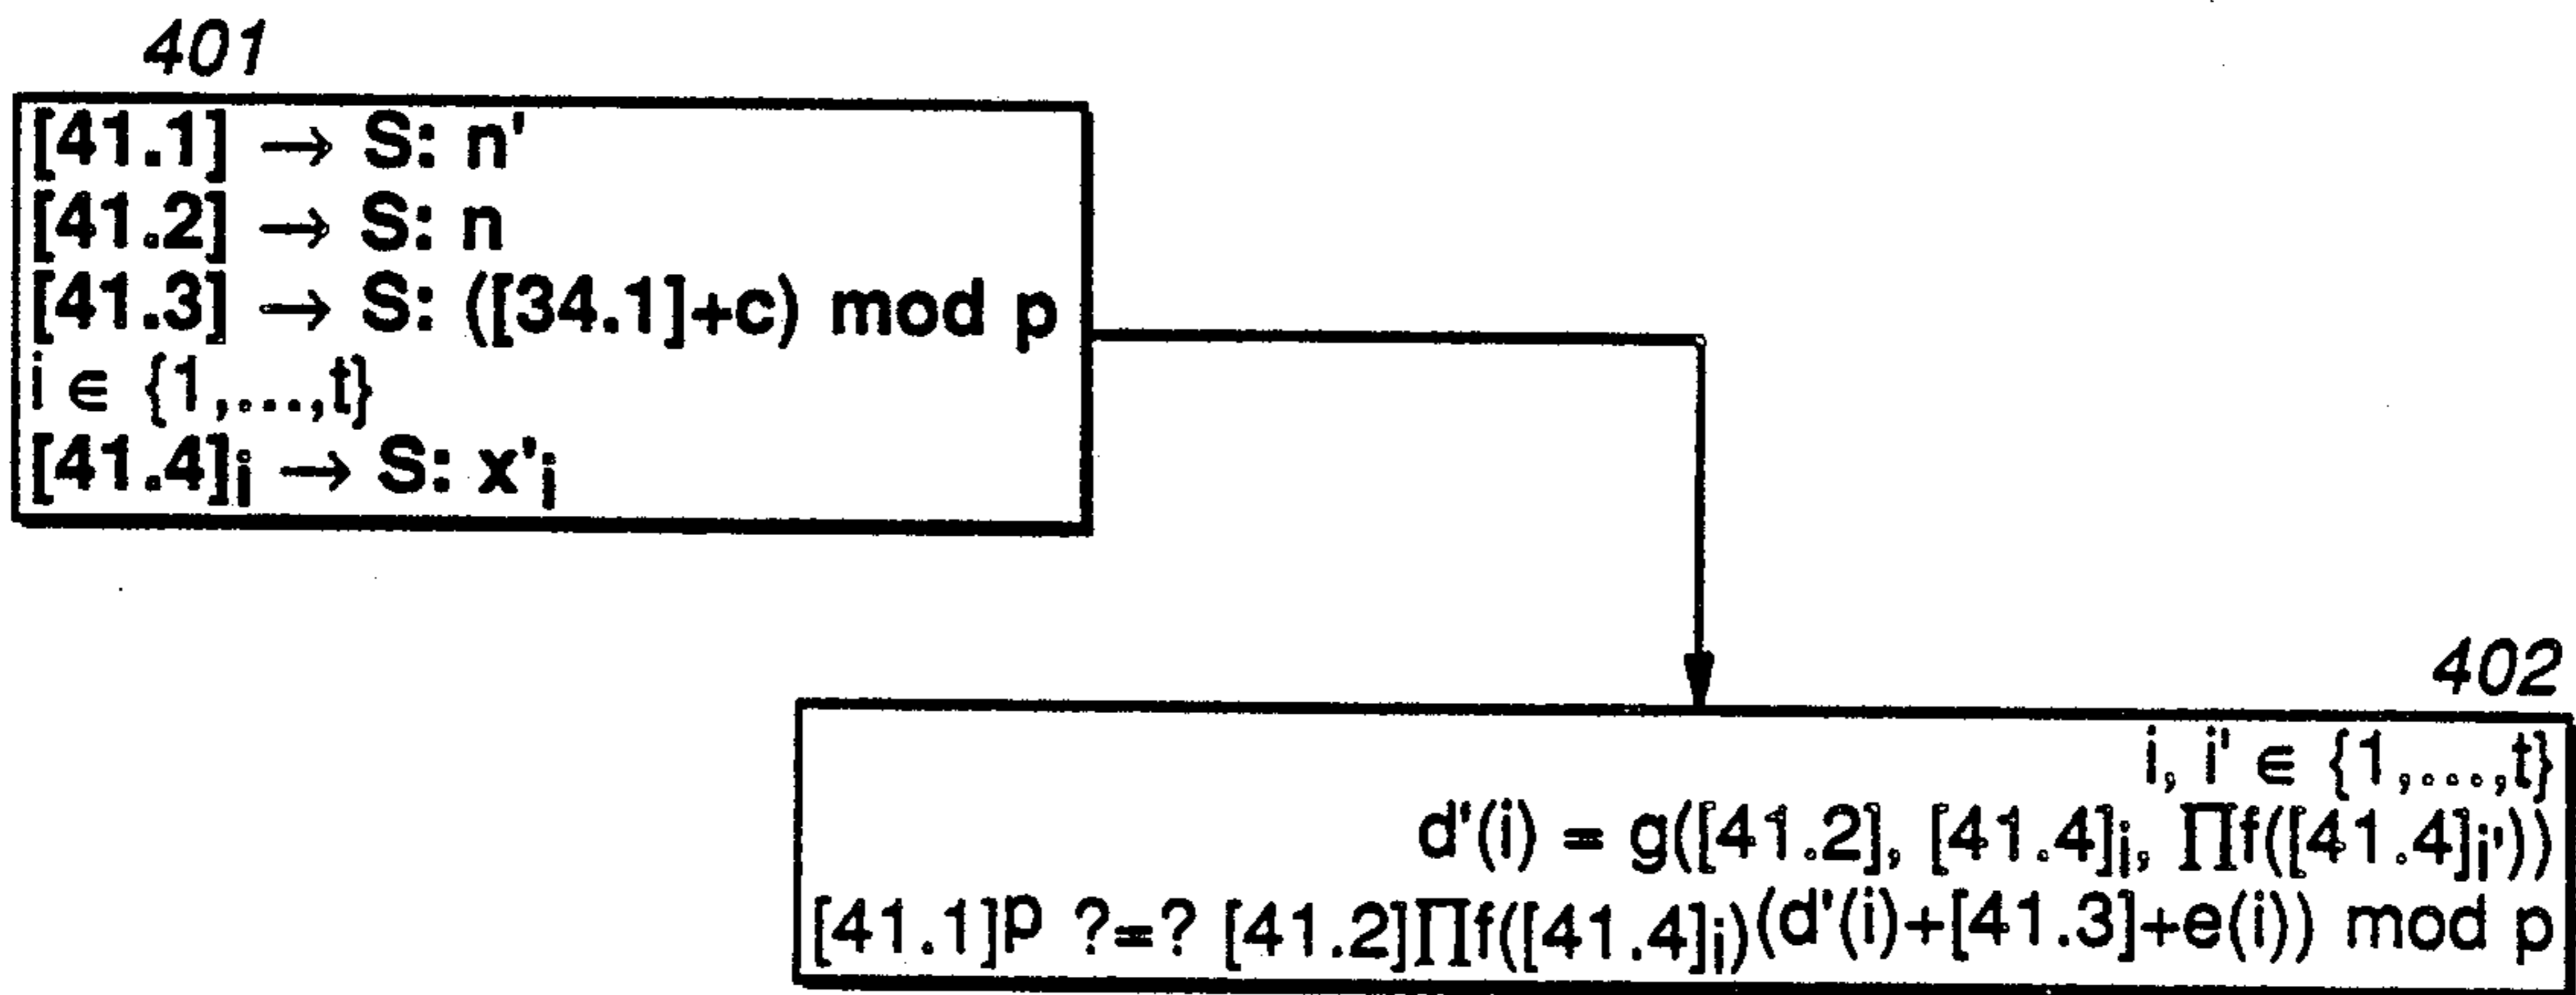 401
[41.1] → S: n'
[41.2] → S: n
[41.3] → S: ([34.1]+c) mod p
i ∈ {1,...,t}
[41.4]i → S: x'i
402
i, i' ∈ {1,...,t}
d'(i) = g([41.2], [41.4]i, ∏f([41.4]i'))
[41.1]p ?=? [41.2]∏f([41.4]i)(d'(i)+[41.3]+e(i)) mod p